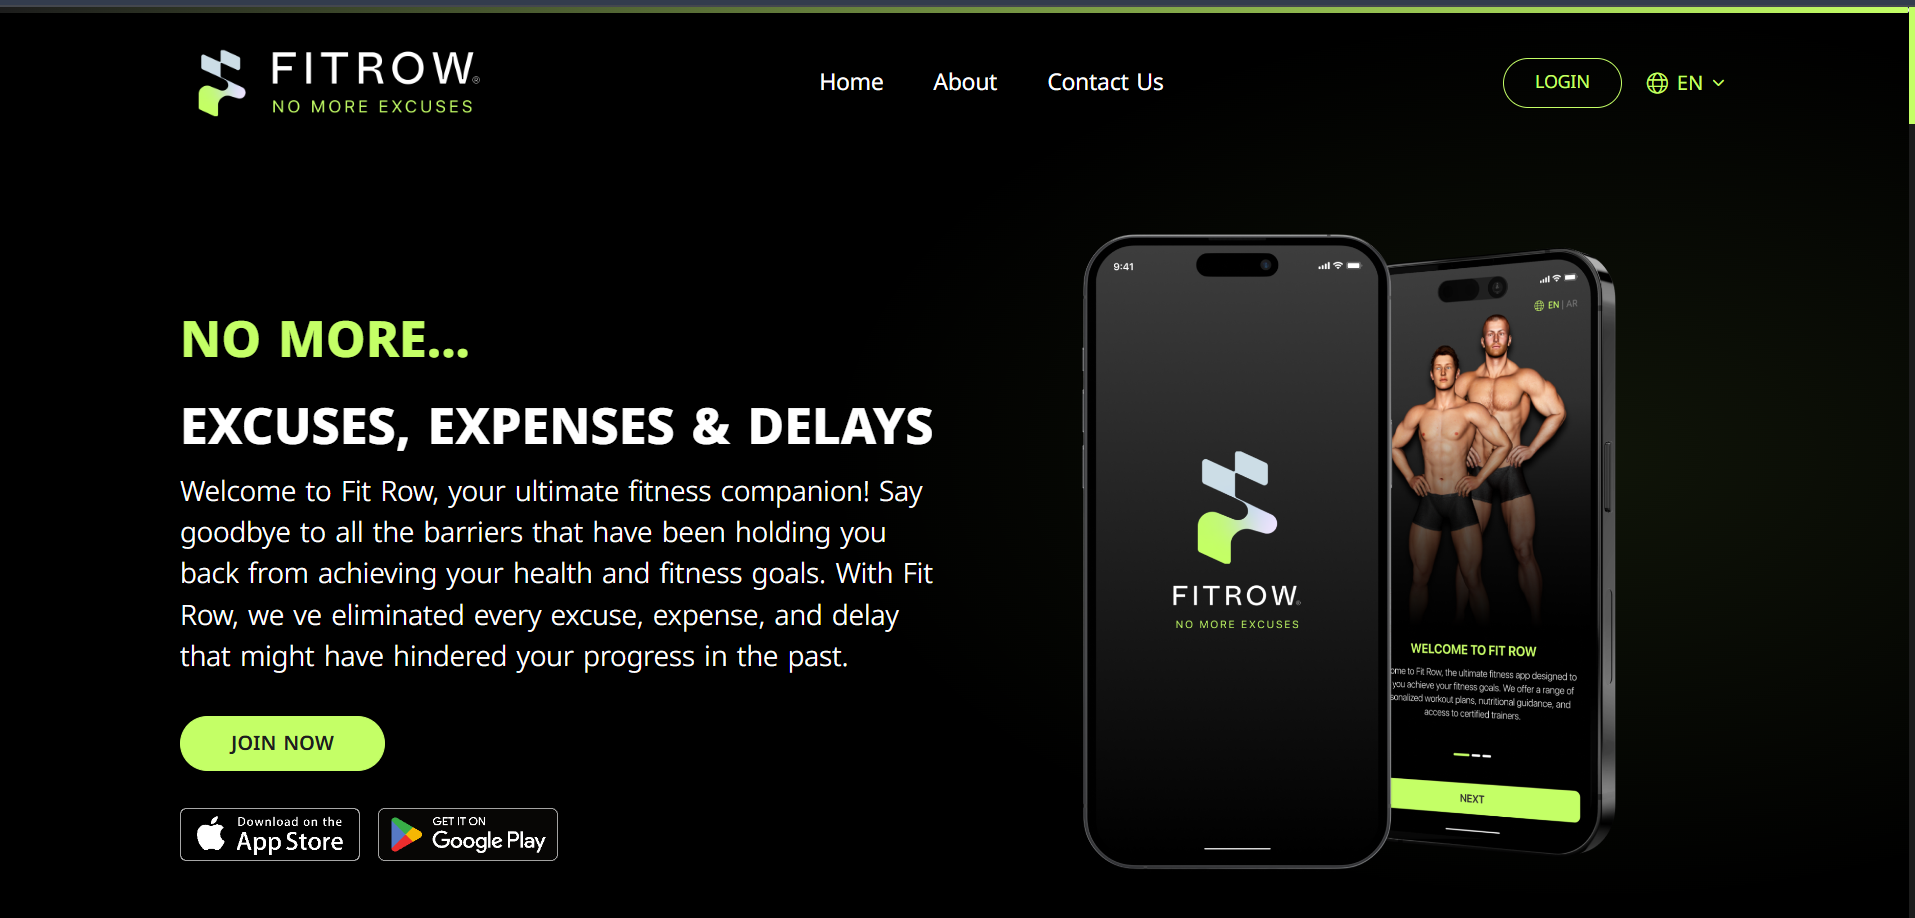 FITROW®
NO MORE EXCUSES
Home
About
Contact Us
LOGIN
EN
NO MORE...
EXCUSES, EXPENSES & DELAYS
Welcome to Fit Row, your ultimate fitness companion! Say
goodbye to all the barriers that have been holding you
back from achieving your health and fitness goals. With Fit
Row, we ve eliminated every excuse, expense, and delay
that might have hindered your progress in the past.
JOIN NOW
Download on the
App Store
GET IT ON
Google Play
9:41
FITROW®
NO MORE EXCUSES
EN | AR
WELCOME TO FIT ROW
ome to Fit Row, the ultimate fitness app designed to
you achieve your fitness goals. We offer a range of
sonalized workout plans, nutritional guidance, and
access to certified trainers.
NEXT